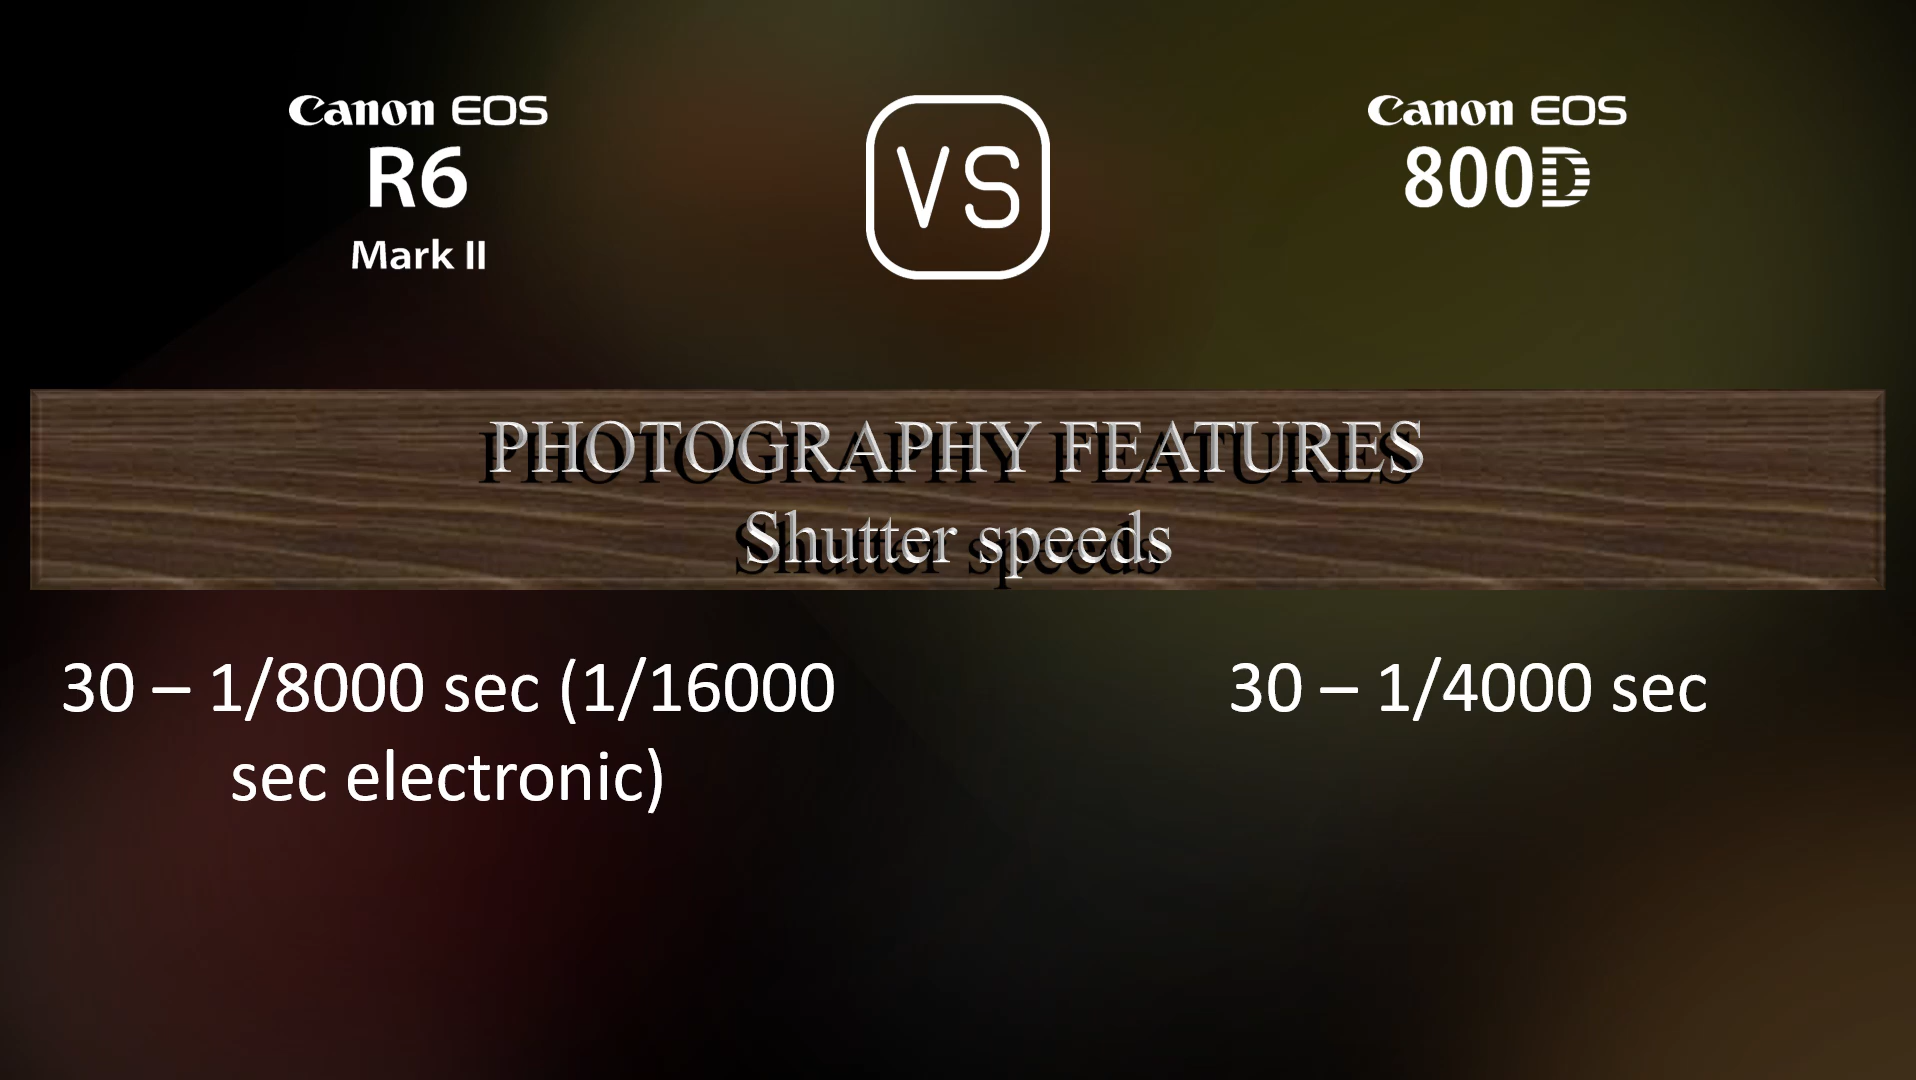 Canon EOS
R6
Mark II
VS
Canon EOS
800D
PHOTOGRAPHY FEATURES
Shutter speeds
30 – 1/8000 sec (1/16000
sec electronic)
30 – 1/4000 sec